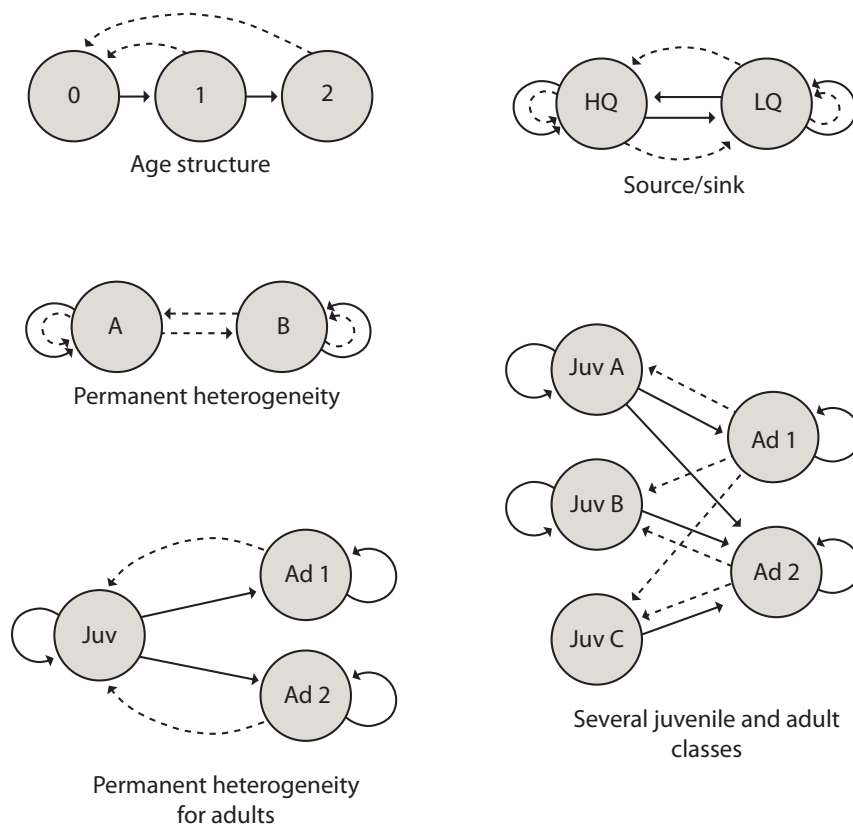 0
1
2
Age structure
HQ
LQ
Source/sink
A
B
Permanent heterogeneity
Juv A
Ad 1
Juv B
Ad 2
Juv C
Several juvenile and adult
classes
Juv
Ad 1
Ad 2
Permanent heterogeneity
for adults